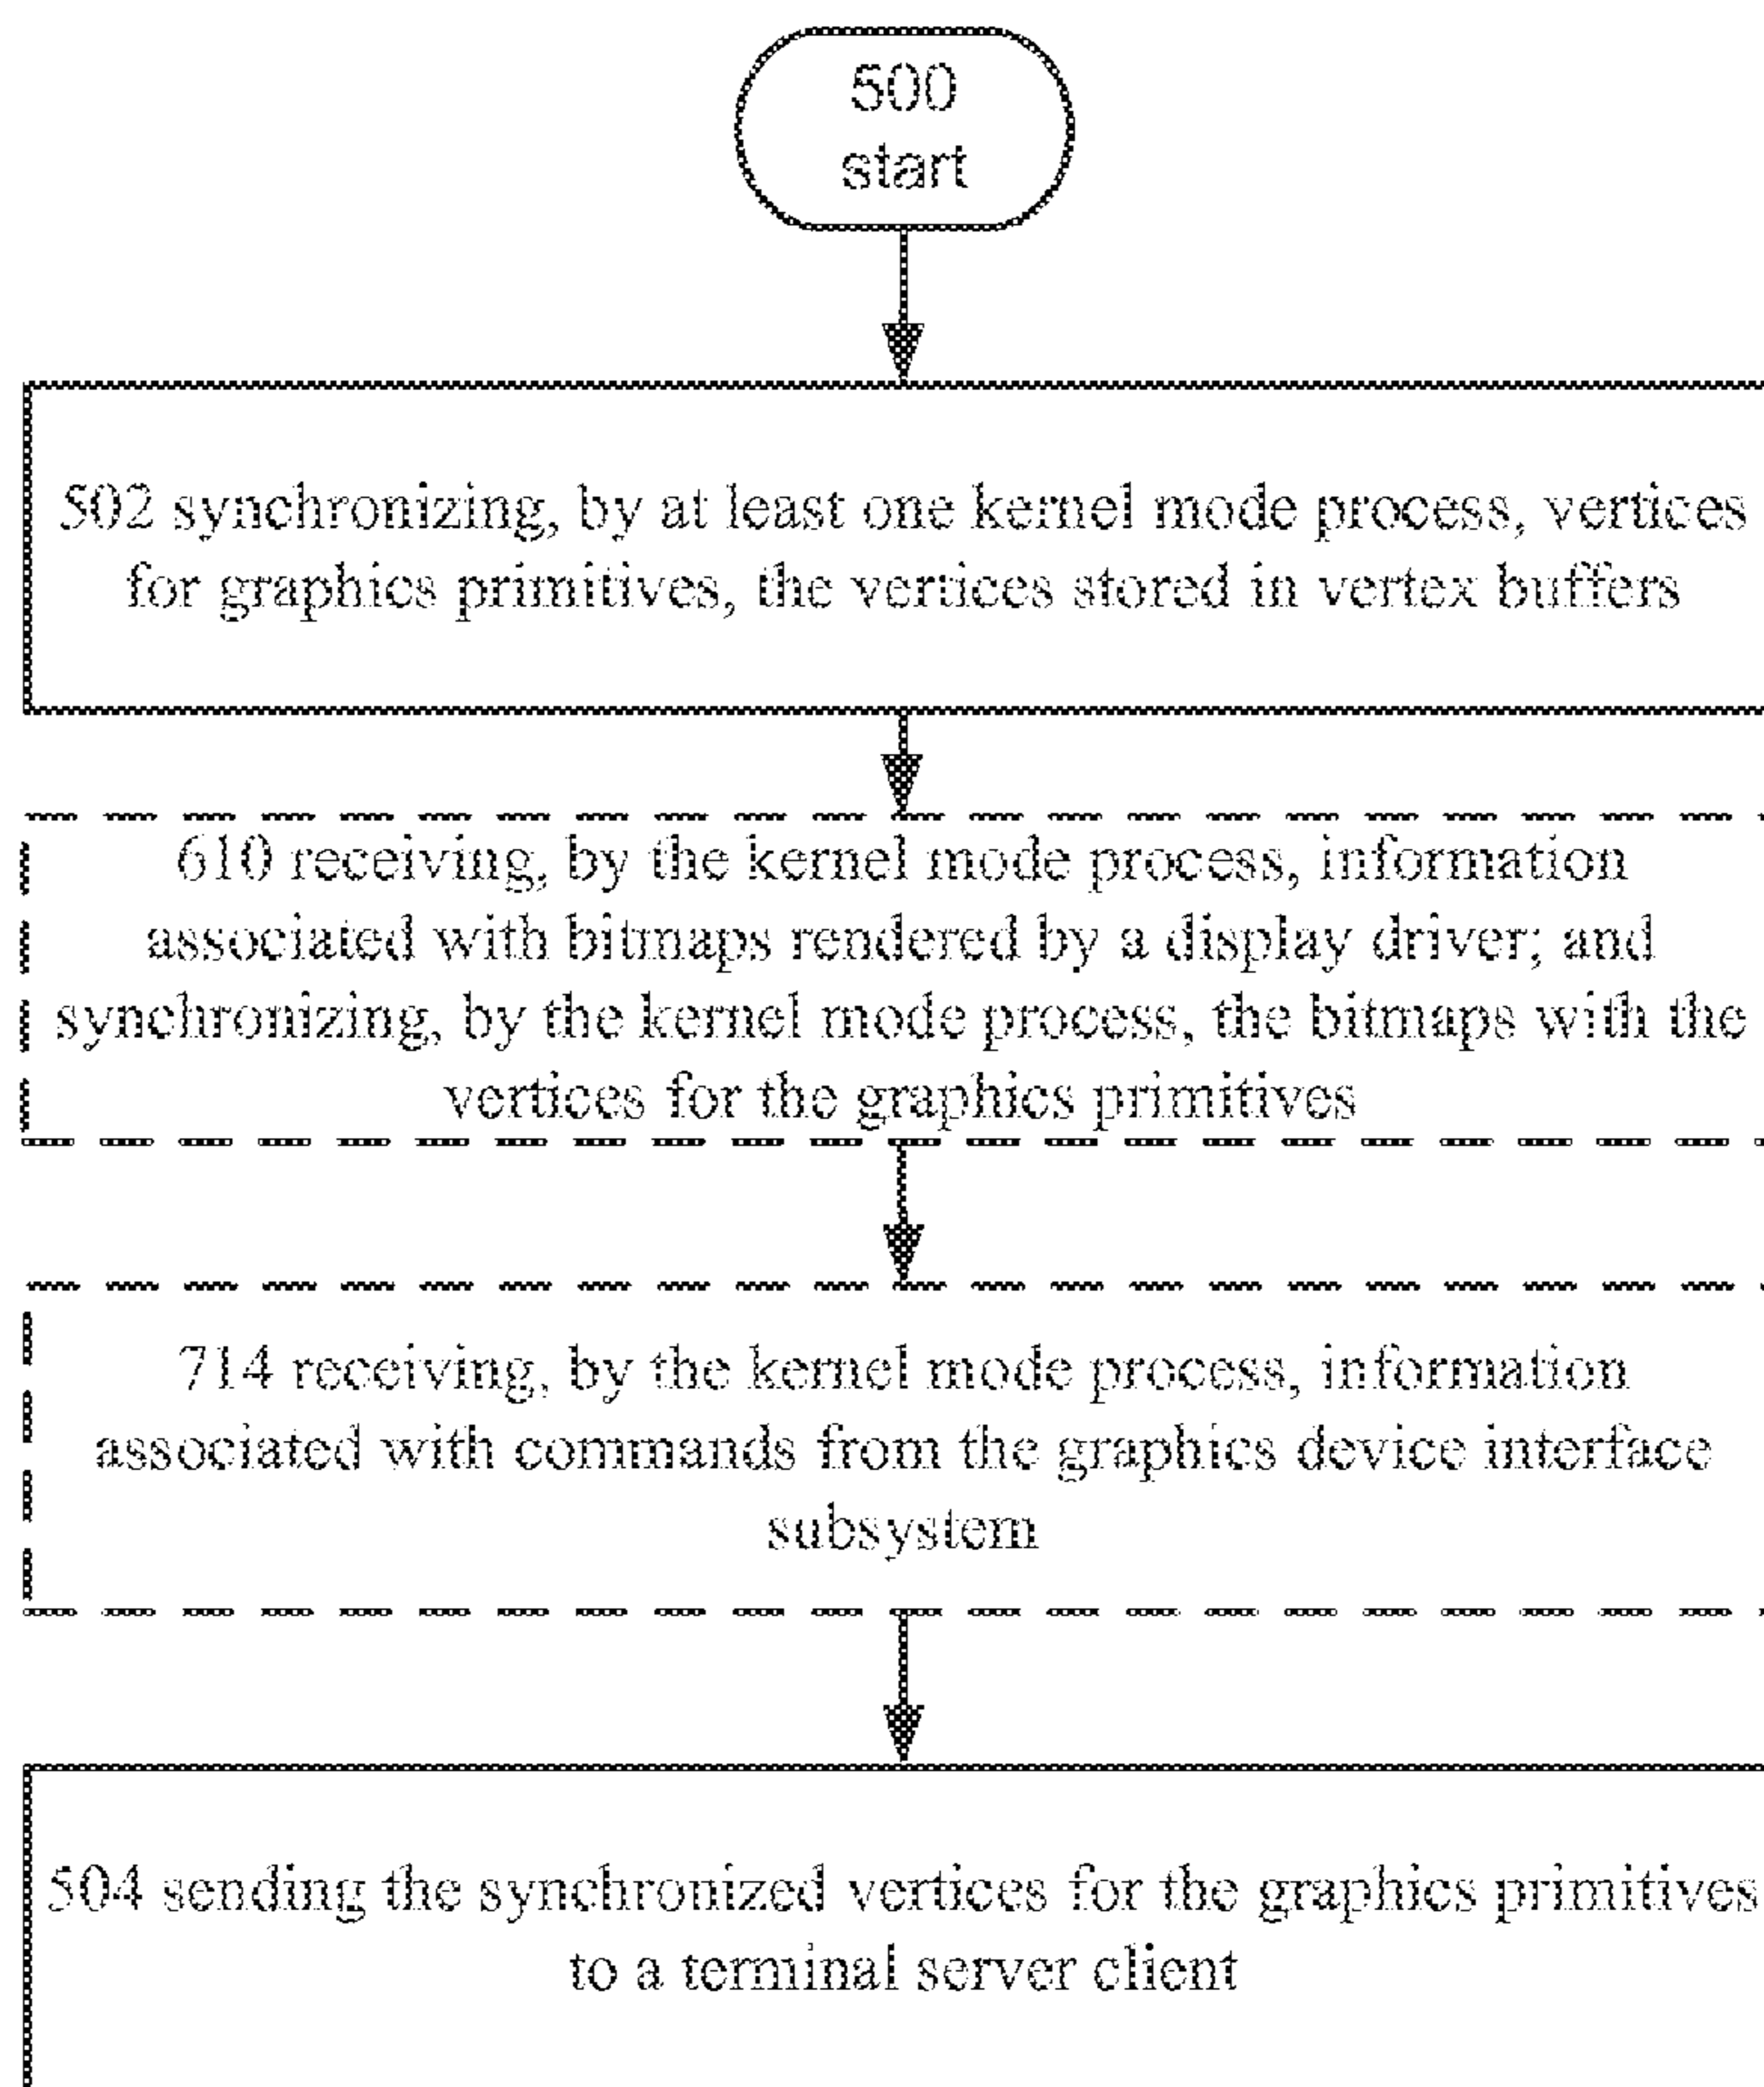 500
start
502 synchronizing, by at least one kernel mode process, vertices
for graphics primitives, the vertices stored in vertex buffers
610 receiving, by the kernel mode process, information
associated with bitmaps rendered by a display driver; and
synchronizing, by the kernel mode process, the bitmaps with the
vertices for the graphics primitives
714 receiving, by the kernel mode process, information
associated with commands from the graphics device interface
subsystem
504 sending the synchronized vertices for the graphics primitives
to a terminal server client